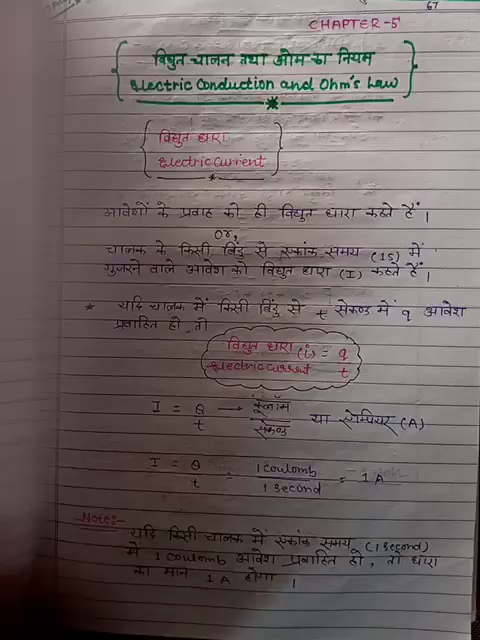 67
CHAPTER-5
विद्युत चालन तथा ओम का नियम
Electric Conduction and Ohm's Law
विद्युत धारा
Electric Current
आवेशों के प्रवाह को ही विद्युत धारा कहते हैं।
Or,
चालक के किसी बिंदु से एकांक समय (1s) में
गुजरने वाले आवेश को विद्युत धारा (I) कहते हैं।
* यदि चालक में किसी बिंदु से t सेकण्ड में q आवेश
प्रवाहित हो, तो
विद्युत धारा (i) = q
Electric Current t
I = Q → कूलॉम या एम्पियर (A)
t सेकण्ड
I = Q = 1 Coulomb = 1 A
t 1 Second
Note:-
यदि किसी चालक में एकांक समय (1 second)
में 1 Coulomb आवेश प्रवाहित हो, तो धारा
का मान 1A होगा।